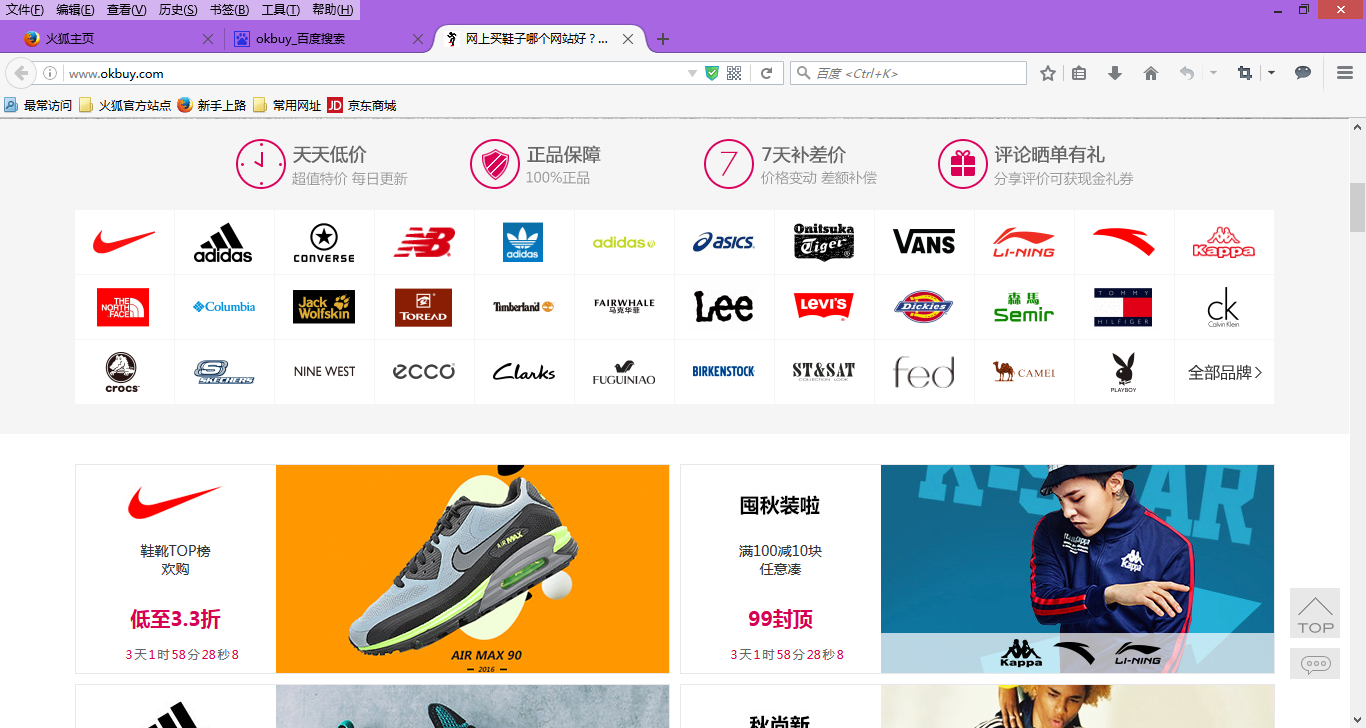 文件(F) 编辑(E) 查看(V) 历史(S) 书签(B) 工具(T) 帮助(H)
火狐主页
okbuy_百度搜索
网上买鞋子哪个网站好？...
www.okbuy.com
百度 <Ctrl+K>
最常访问 火狐官方站点 新手上路 常用网址 JD 京东商城
天天低价
超值特价 每日更新
正品保障
100%正品
7
7天补差价
价格变动 差额补偿
评论晒单有礼
分享评价可获现金礼券
adidas
CONVERSE
NB
adidas
adidas
asics
Onitsuka Tiger
VANS
LI-NING
Kappa
THE NORTH FACE
Columbia
Jack Wolfskin
TOREAD
Timberland
FAIRWHALE
马克华菲
Lee
LEVI'S
Dickies
森馬
Semir
TOMMY HILFIGER
ck
Calvin Klein
crocs
S SKECHERS
NINE WEST
ecco
Clarks
FUGUINIAO
BIRKENSTOCK
ST&SAT
COLLECTION LOOK
fed
CAMEL
PLAYBOY
全部品牌
鞋靴TOP榜
欢购
低至3.3折
3天1时58分28秒8
AIR MAX
AIR MAX 90
2016
囤秋装啦
满100减10块
任意凑
99封顶
3天1时58分28秒8
K-STAR
Kappa
Kappa
LI-NING
秋尚新
TOP